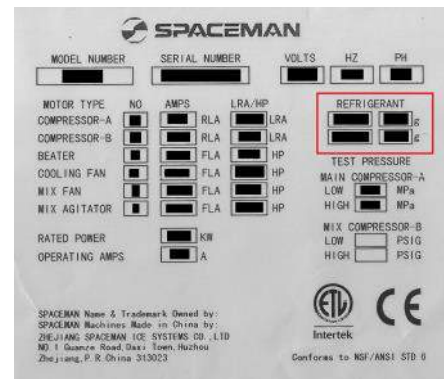 SPACEMAN
MODEL NUMBER SERIAL NUMBER VOLTS HZ PH
MOTOR TYPE NO AMPS LRA/HP REFRIGERANT
COMPRESSOR-A RLA LRA g
COMPRESSOR-B RLA LRA g
BEATER FLA HP TEST PRESSURE
COOLING FAN FLA HP MAIN COMPRESSOR-A
MIX FAN FLA HP LOW MPa
MIX AGITATOR FLA HP HIGH MPa
MIX COMPRESSOR-B
RATED POWER KW LOW PSIG
OPERATING AMPS A HIGH PSIG
SPACEMAN Name & Trademark Owned by:
SPACEMAN Machines Made in China by:
ZHEJIANG SPACEMAN ICE SYSTEMS CO.,LTD
NO.1 Guanze Road, Daxi Town, Huzhou
Zhejiang, P.R.China 313023
Intertek
CE
Conforms to NSF/ANSI STD 6